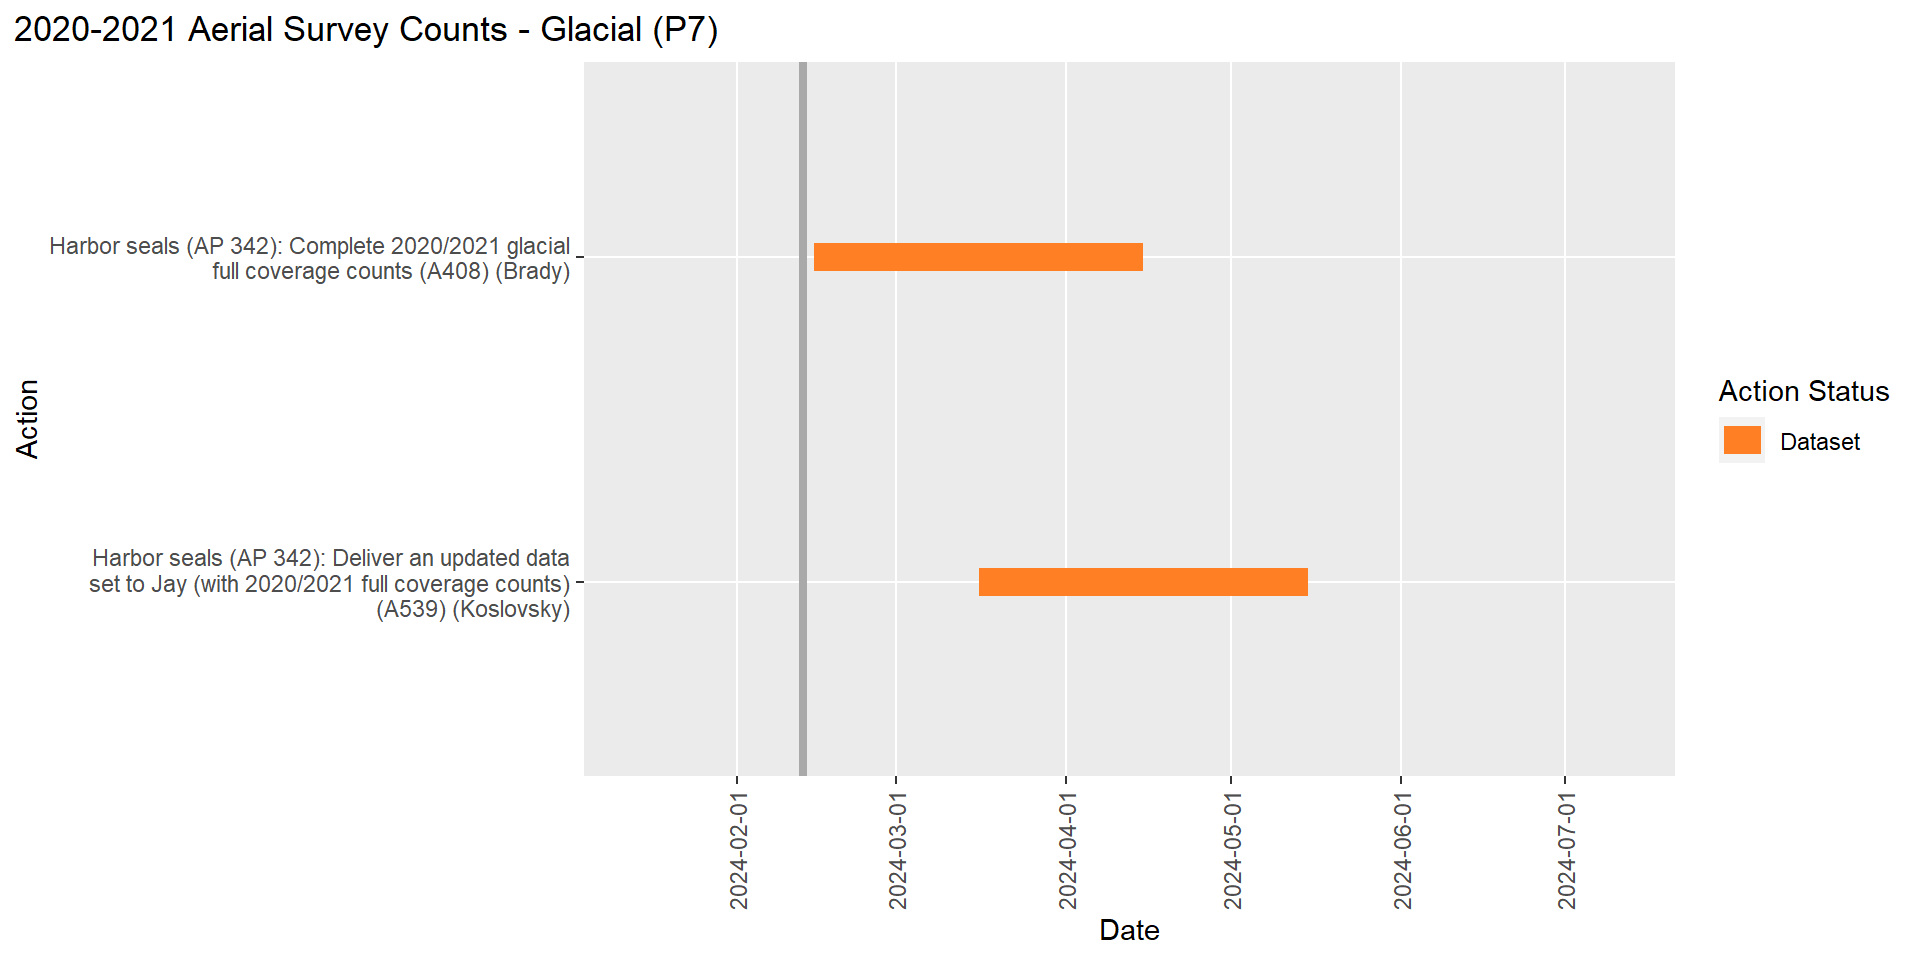 2020-2021 Aerial Survey Counts - Glacial (P7)
Action
Harbor seals (AP 342): Complete 2020/2021 glacial
full coverage counts (A408) (Brady)
Harbor seals (AP 342): Deliver an updated data
set to Jay (with 2020/2021 full coverage counts)
(A539) (Koslovsky)
2024-02-01
2024-03-01
2024-04-01
2024-05-01
2024-06-01
2024-07-01
Date
Action Status
Dataset